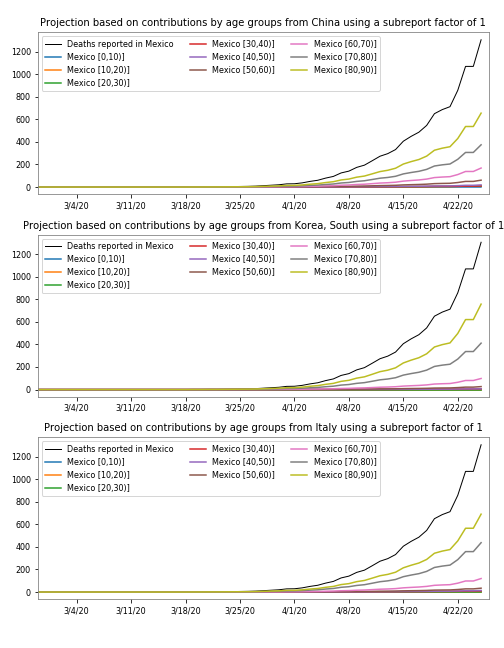 Projection based on contributions by age groups from China using a subreport factor of 1
Deaths reported in Mexico
Mexico [0,10)]
Mexico [10,20)]
Mexico [20,30)]
Mexico [30,40)]
Mexico [40,50)]
Mexico [50,60)]
Mexico [60,70)]
Mexico [70,80)]
Mexico [80,90)]
1200
1000
800
600
400
200
0
3/4/20 3/11/20 3/18/20 3/25/20 4/1/20 4/8/20 4/15/20 4/22/20
Projection based on contributions by age groups from Korea, South using a subreport factor of 1
Deaths reported in Mexico
Mexico [0,10)]
Mexico [10,20)]
Mexico [20,30)]
Mexico [30,40)]
Mexico [40,50)]
Mexico [50,60)]
Mexico [60,70)]
Mexico [70,80)]
Mexico [80,90)]
1200
1000
800
600
400
200
0
3/4/20 3/11/20 3/18/20 3/25/20 4/1/20 4/8/20 4/15/20 4/22/20
Projection based on contributions by age groups from Italy using a subreport factor of 1
Deaths reported in Mexico
Mexico [0,10)]
Mexico [10,20)]
Mexico [20,30)]
Mexico [30,40)]
Mexico [40,50)]
Mexico [50,60)]
Mexico [60,70)]
Mexico [70,80)]
Mexico [80,90)]
1200
1000
800
600
400
200
0
3/4/20 3/11/20 3/18/20 3/25/20 4/1/20 4/8/20 4/15/20 4/22/20